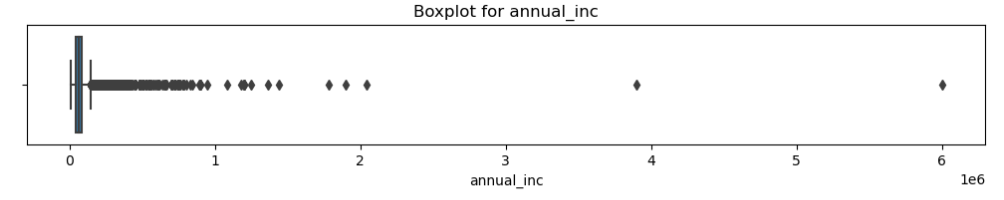 Boxplot for annual_inc
0 1 2 3 4 5 6
1e6
annual_inc